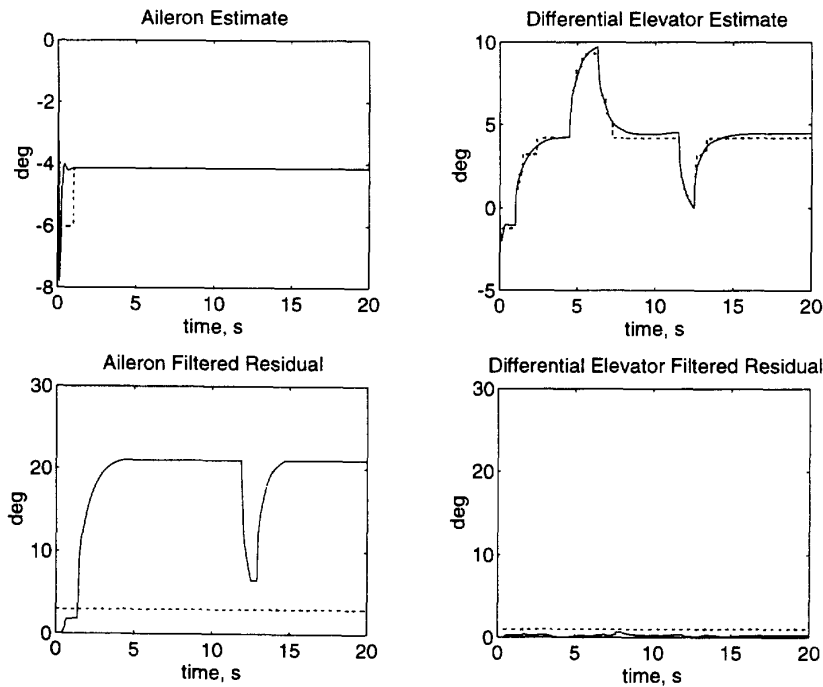 Aileron Estimate
0
-2
-4
-6
-8
deg
0 5 10 15 20
time, s
Differential Elevator Estimate
10
5
0
-5
deg
0 5 10 15 20
time, s
Aileron Filtered Residual
30
20
10
0
deg
0 5 10 15 20
time, s
Differential Elevator Filtered Residual
30
20
10
0
deg
0 5 10 15 20
time, s